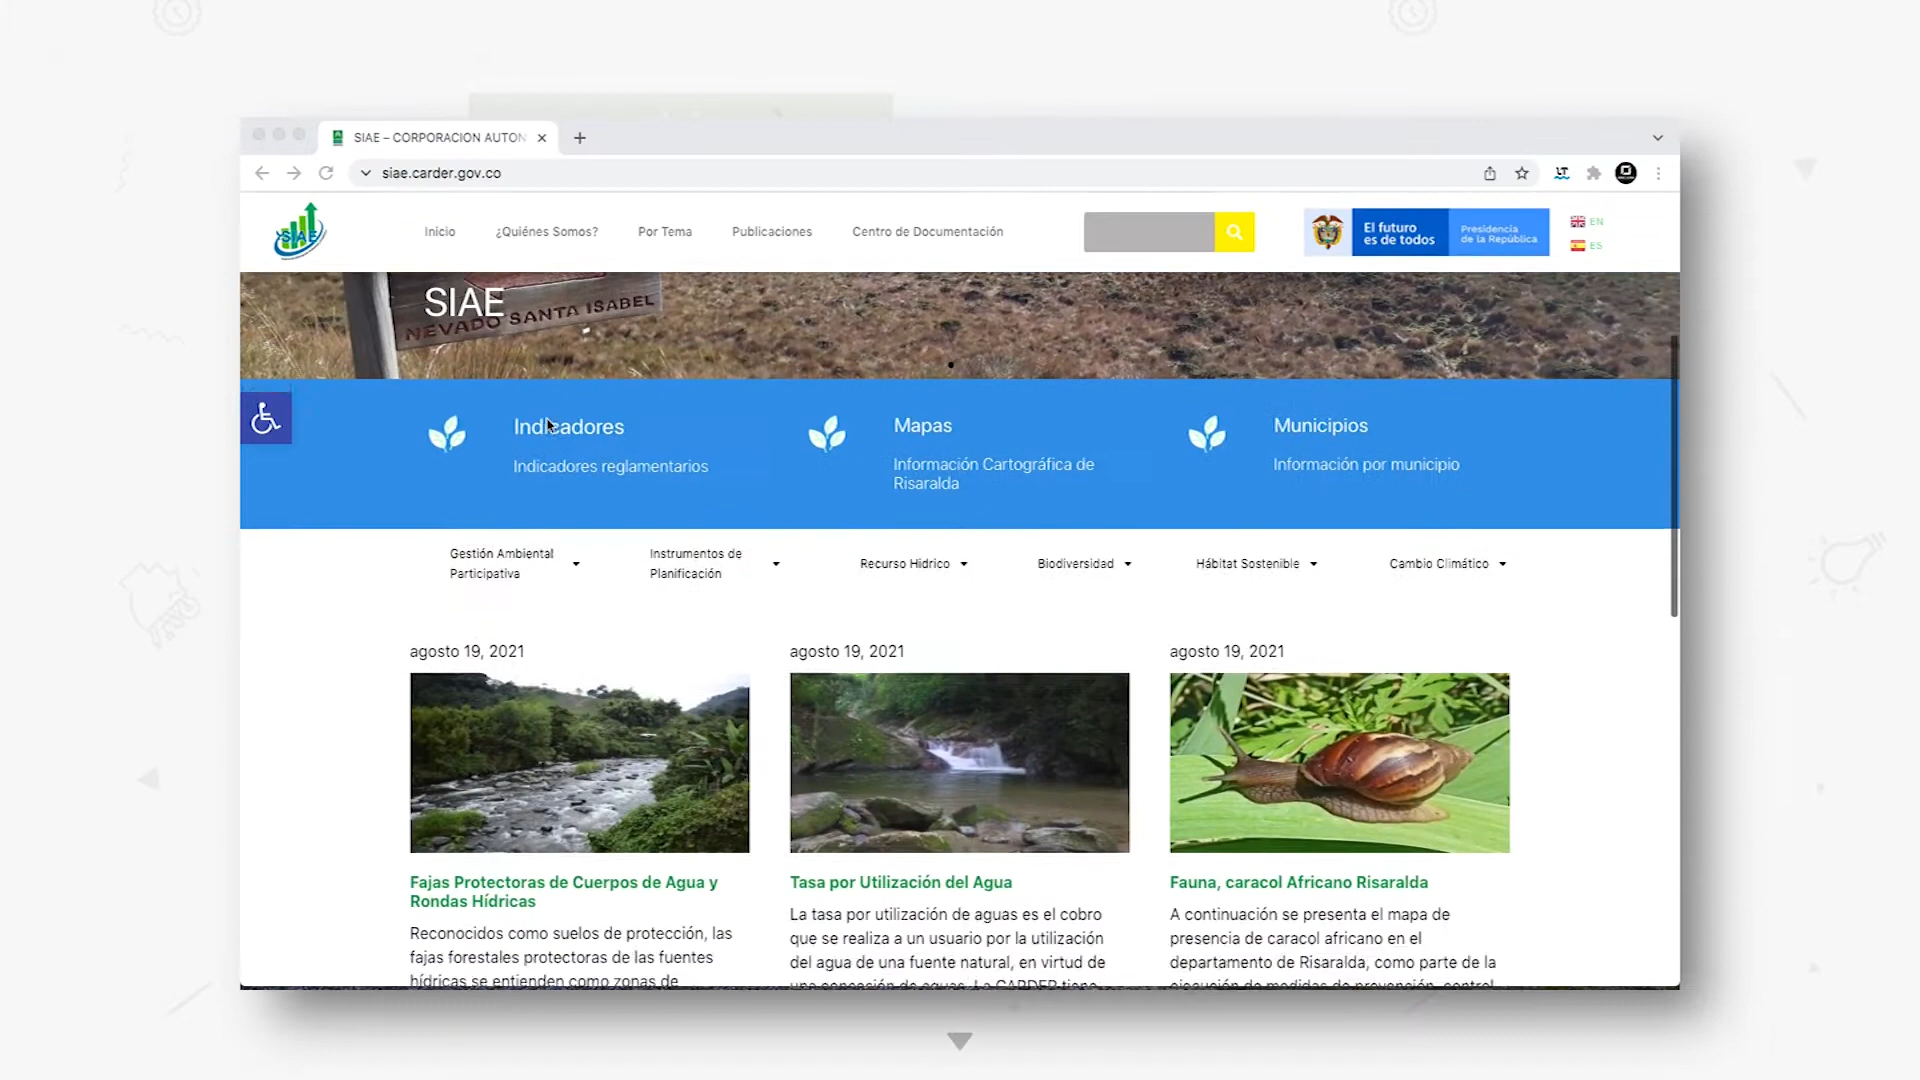 SIAE – CORPORACION AUTON
siae.carder.gov.co
SIAE
Inicio
¿Quiénes Somos?
Por Tema
Publicaciones
Centro de Documentación
El futuro
es de todos
Presidencia
de la República
EN
ES
SIAE
NEVADO SANTA ISABEL
Indicadores
Indicadores reglamentarios
Mapas
Información Cartográfica de
Risaralda
Municipios
Información por municipio
Gestión Ambiental
Participativa
Instrumentos de
Planificación
Recurso Hidrico
Biodiversidad
Hábitat Sostenible
Cambio Climático
agosto 19, 2021
Fajas Protectoras de Cuerpos de Agua y
Rondas Hídricas
Reconocidos como suelos de protección, las
fajas forestales protectoras de las fuentes
hídricas se entienden como zonas de
agosto 19, 2021
Tasa por Utilización del Agua
La tasa por utilización de aguas es el cobro
que se realiza a un usuario por la utilización
del agua de una fuente natural, en virtud de
una concesión de aguas. La CARDER tiene
agosto 19, 2021
Fauna, caracol Africano Risaralda
A continuación se presenta el mapa de
presencia de caracol africano en el
departamento de Risaralda, como parte de la
ejecución de medidas de prevención, control